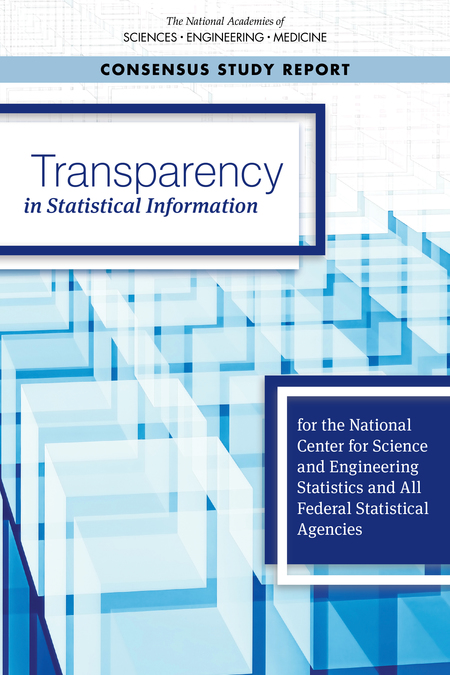 The National Academies of
SCIENCES • ENGINEERING • MEDICINE
CONSENSUS STUDY REPORT
Transparency
in Statistical Information
for the National
Center for Science
and Engineering
Statistics and All
Federal Statistical
Agencies